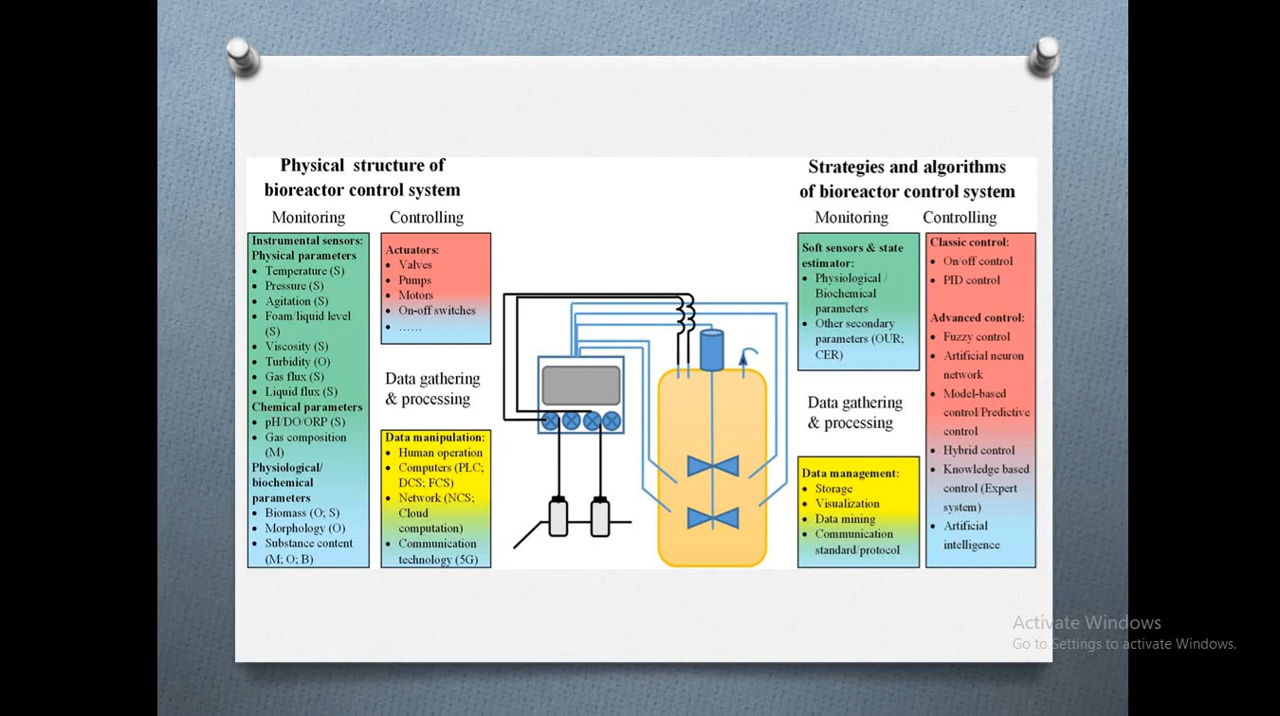 Physical structure of
bioreactor control system
Monitoring
Controlling
Instrumental sensors:
Physical parameters
• Temperature (S)
• Pressure (S)
• Agitation (S)
• Foam/liquid level
(S)
• Viscosity (S)
• Turbidity (O)
• Gas flux (S)
• Liquid flux (S)
Chemical parameters
• pH/DO/ORP (S)
• Gas composition
(M)
Physiological/
biochemical
parameters
• Biomass (O; S)
• Morphology (O)
• Substance content
(M; O; B)
Actuators:
• Valves
• Pumps
• Motors
• On-off switches
• ......
Data gathering
& processing
Data manipulation:
• Human operation
• Computers (PLC;
DCS; FCS)
• Network (NCS;
Cloud
computation)
• Communication
technology (5G)
Strategies and algorithms
of bioreactor control system
Monitoring
Controlling
Soft sensors & state
estimator:
• Physiological /
Biochemical
parameters
• Other secondary
parameters (OUR;
CER)
Data gathering
& processing
Data management:
• Storage
• Visualization
• Data mining
• Communication
standard/protocol
Classic control:
• On/off control
• PID control
Advanced control:
• Fuzzy control
• Artificial neuron
network
• Model-based
control/Predictive
control
• Hybrid control
• Knowledge based
control (Expert
system)
• Artificial
intelligence
Activate Windows
Go to Settings to activate Windows.